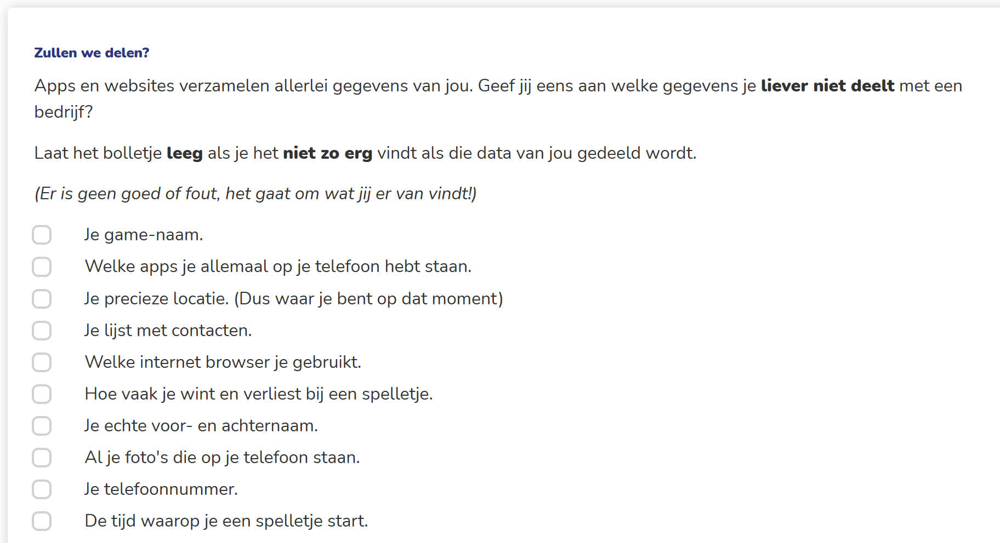 Zullen we delen?
Apps en websites verzamelen allerlei gegevens van jou. Geef jij eens aan welke gegevens je liever niet deelt met een
bedrijf?
Laat het bolletje leeg als je het niet zo erg vindt als die data van jou gedeeld wordt.
(Er is geen goed of fout, het gaat om wat jij er van vindt!)
Je game-naam.
Welke apps je allemaal op je telefoon hebt staan.
Je precieze locatie. (Dus waar je bent op dat moment)
Je lijst met contacten.
Welke internet browser je gebruikt.
Hoe vaak je wint en verliest bij een spelletje.
Je echte voor- en achternaam.
Al je foto's die op je telefoon staan.
Je telefoonnummer.
De tijd waarop je een spelletje start.